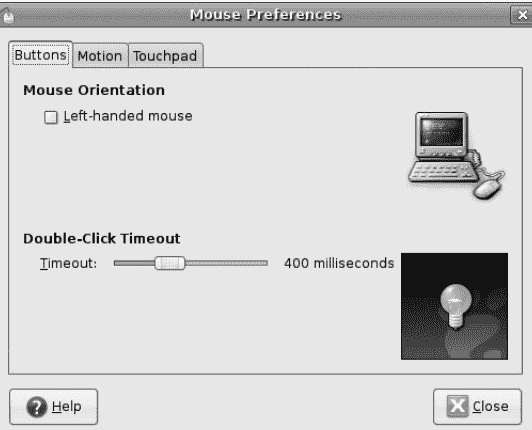 Mouse Preferences
Buttons Motion Touchpad
Mouse Orientation
Left-handed mouse
Double-Click Timeout
Timeout: 400 milliseconds
Help Close